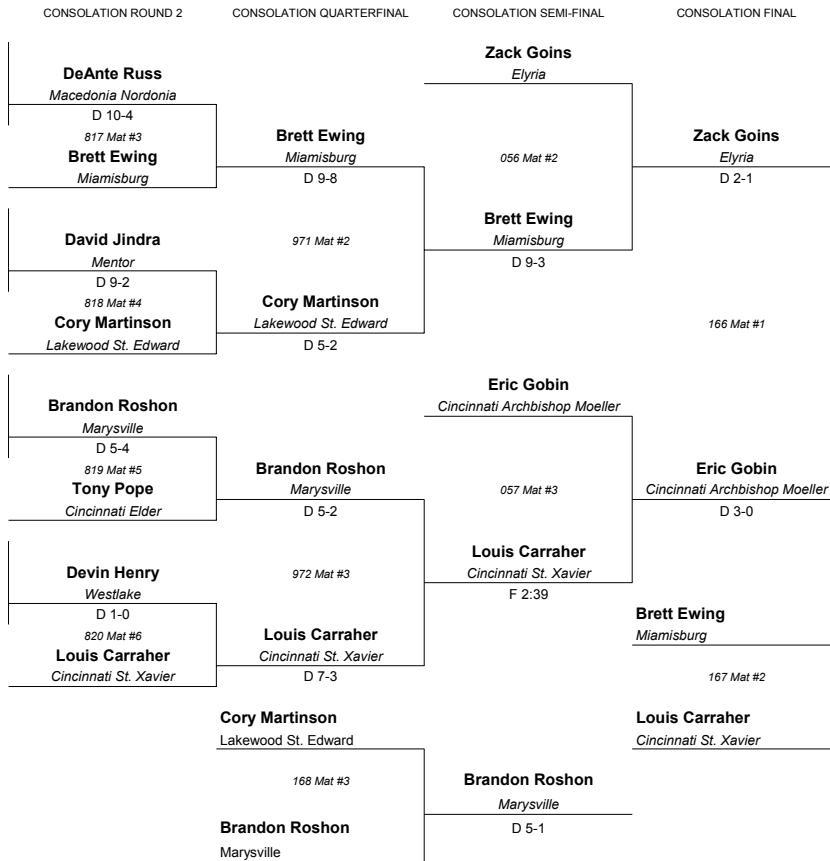 CONSOLATION ROUND 2
CONSOLATION QUARTERFINAL
CONSOLATION SEMI-FINAL
CONSOLATION FINAL
DeAnte Russ
Macedonia Nordonia
D 10-4
817 Mat #3
Brett Ewing
Miamisburg
David Jindra
Mentor
D 9-2
818 Mat #4
Cory Martinson
Lakewood St. Edward
Brandon Roshon
Marysville
D 5-4
819 Mat #5
Tony Pope
Cincinnati Elder
Devin Henry
Westlake
D 1-0
820 Mat #6
Louis Carraher
Cincinnati St. Xavier
Brett Ewing
Miamisburg
D 9-8
971 Mat #2
Cory Martinson
Lakewood St. Edward
D 5-2
Brandon Roshon
Marysville
D 5-2
972 Mat #3
Louis Carraher
Cincinnati St. Xavier
D 7-3
Cory Martinson
Lakewood St. Edward
168 Mat #3
Brandon Roshon
Marysville
Zack Goins
Elyria
056 Mat #2
Brett Ewing
Miamisburg
D 9-3
Eric Gobin
Cincinnati Archbishop Moeller
057 Mat #3
Louis Carraher
Cincinnati St. Xavier
F 2:39
Brandon Roshon
Marysville
D 5-1
Zack Goins
Elyria
D 2-1
166 Mat #1
Eric Gobin
Cincinnati Archbishop Moeller
D 3-0
Brett Ewing
Miamisburg
167 Mat #2
Louis Carraher
Cincinnati St. Xavier